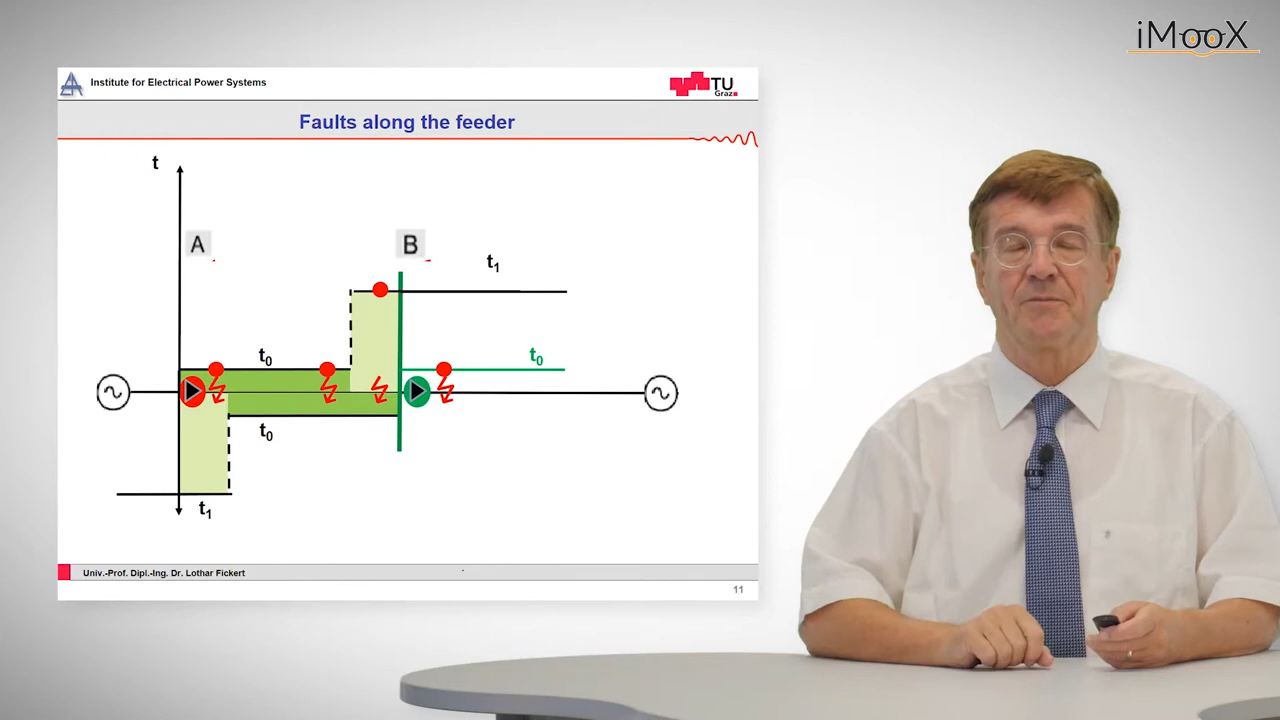 iMooX
Institute for Electrical Power Systems
TU
Graz
Faults along the feeder
t
A
B
t1
t0
t0
t0
t1
Univ.-Prof. Dipl.-Ing. Dr. Lothar Fickert
11